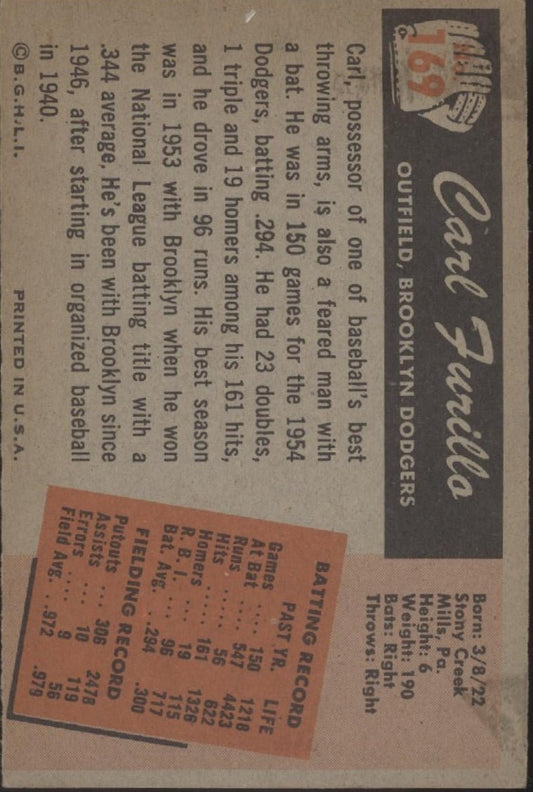 No.
169
Carl Furillo
OUTFIELD, BROOKLYN DODGERS
Born: 3/8/22
Stony Creek
Mills, Pa.
Height: 6
Weight: 190
Bats: Right
Throws: Right
Carl, possessor of one of baseball's best
throwing arms, is also a feared man with
a bat. He was in 150 games for the 1954
Dodgers, batting .294. He had 23 doubles,
1 triple and 19 homers among his 161 hits,
and he drove in 96 runs. His best season
was in 1953 with Brooklyn when he won
the National League batting title with a
.344 average. He's been with Brooklyn since
1946, after starting in organized baseball
in 1940.
BATTING RECORD
PAST YR. LIFE
Games .... 150 1218
At Bat .... 547 4423
Runs ..... 56 622
Hits ..... 161 1326
Homers .... 19 115
R. B. I. .... 96 717
Bat. Avg. .... .294 .300
FIELDING RECORD
Putouts .... 306 2478
Assists .... 10 119
Errors .... 9 56
Field Avg. .. .972 .979
©B.G.H.L.I. PRINTED IN U.S.A.